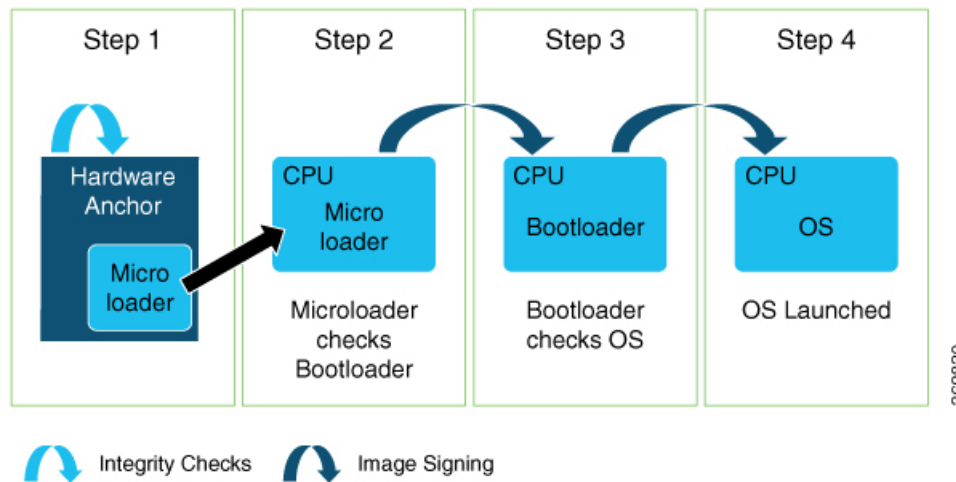 Step 1
Step 2
Step 3
Step 4
Hardware
Anchor
Micro
loader
CPU
Micro
loader
CPU
Bootloader
CPU
OS
Microloader
checks
Bootloader
Bootloader
checks OS
OS Launched
Integrity Checks
Image Signing